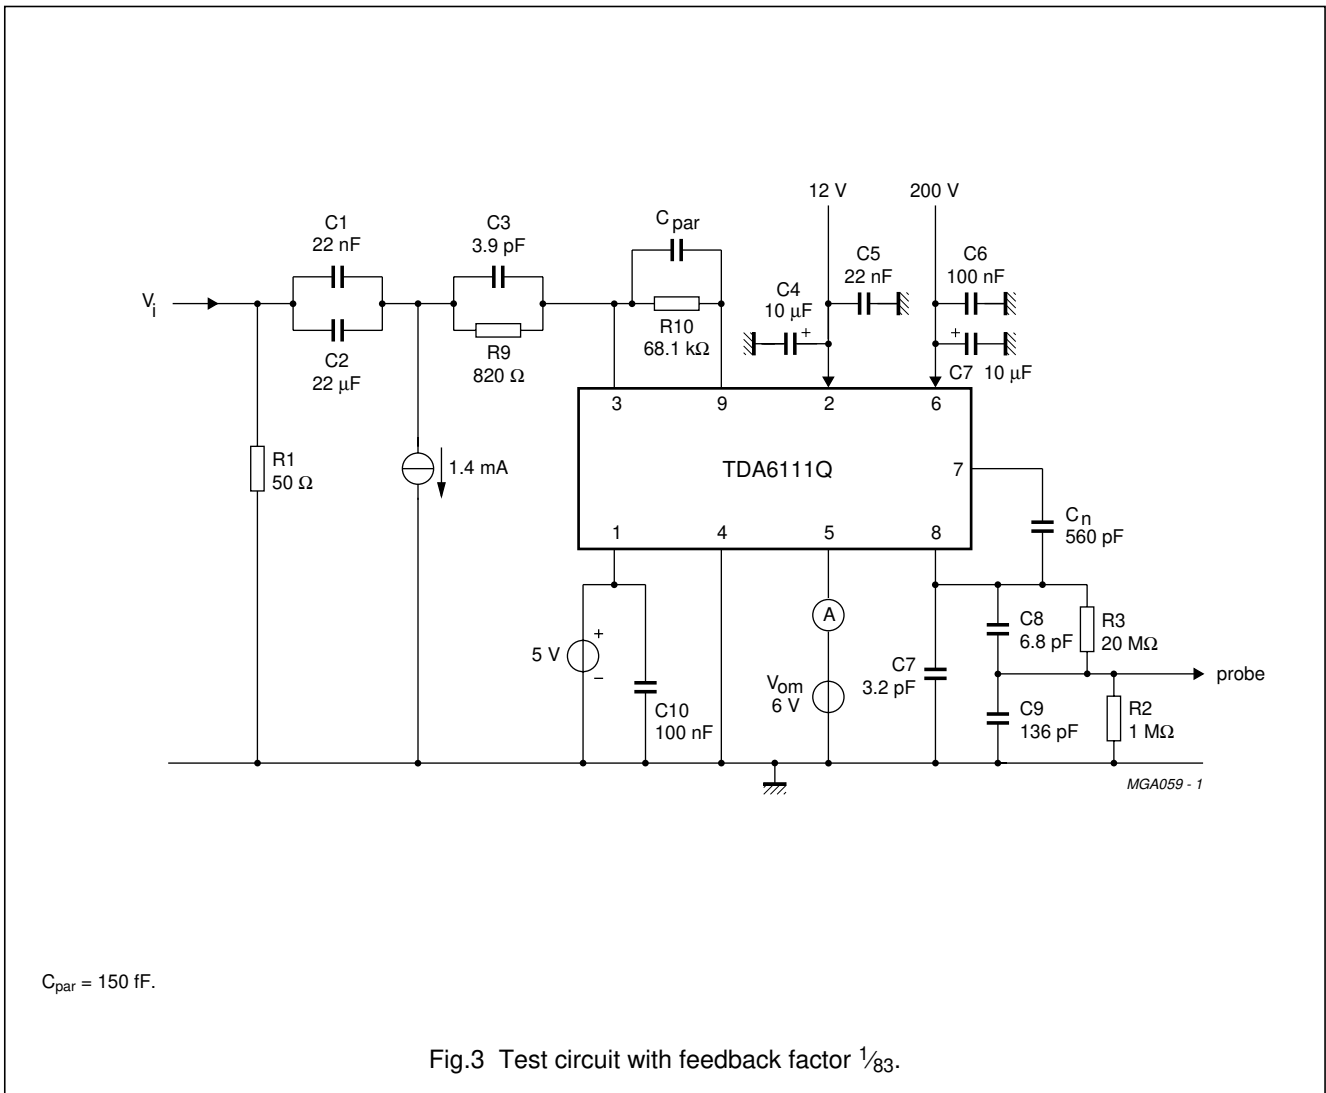 12 V
200 V
C1
22 nF
C3
3.9 pF
C par
C5
22 nF
C6
100 nF
C4
10 µF
+
Vi
C2
22 µF
R9
820 Ω
R10
68.1 kΩ
+
C7 10 µF
3
9
2
6
R1
50 Ω
1.4 mA
TDA6111Q
7
1
4
5
8
Cn
560 pF
A
C8
6.8 pF
R3
20 MΩ
5 V
+
−
C7
3.2 pF
Vom
6 V
probe
C10
100 nF
C9
136 pF
R2
1 MΩ
MGA059 - 1
Cpar = 150 fF.
Fig.3 Test circuit with feedback factor 1⁄83.